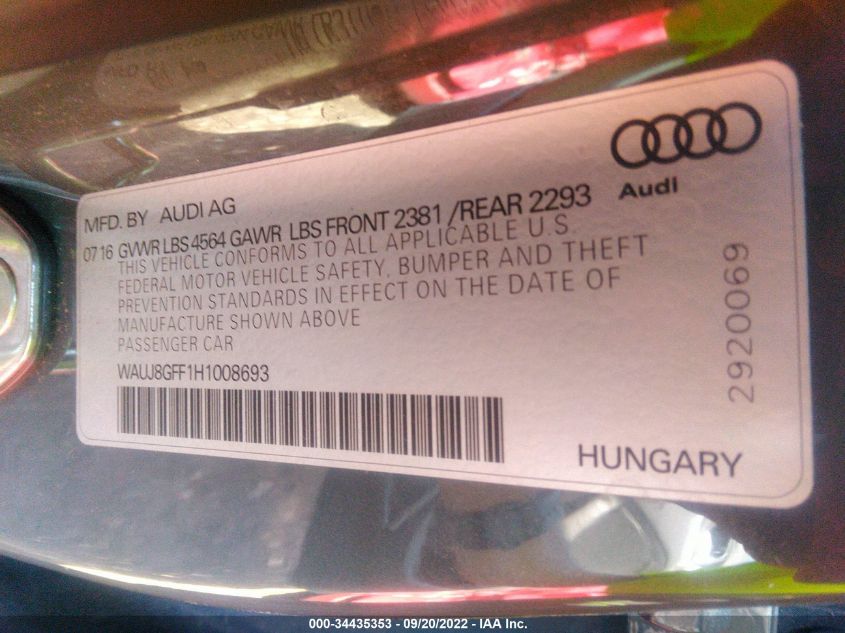 Audi
MFD. BY AUDI AG
07 16 GVWR LBS 4564 GAWR LBS FRONT 2381 /REAR 2293
THIS VEHICLE CONFORMS TO ALL APPLICABLE U.S.
FEDERAL MOTOR VEHICLE SAFETY, BUMPER AND THEFT
PREVENTION STANDARDS IN EFFECT ON THE DATE OF
MANUFACTURE SHOWN ABOVE
PASSENGER CAR
WAUJ8GFF1H1008693
2920069
HUNGARY
000-34435353 - 09/20/2022 - IAA Inc.